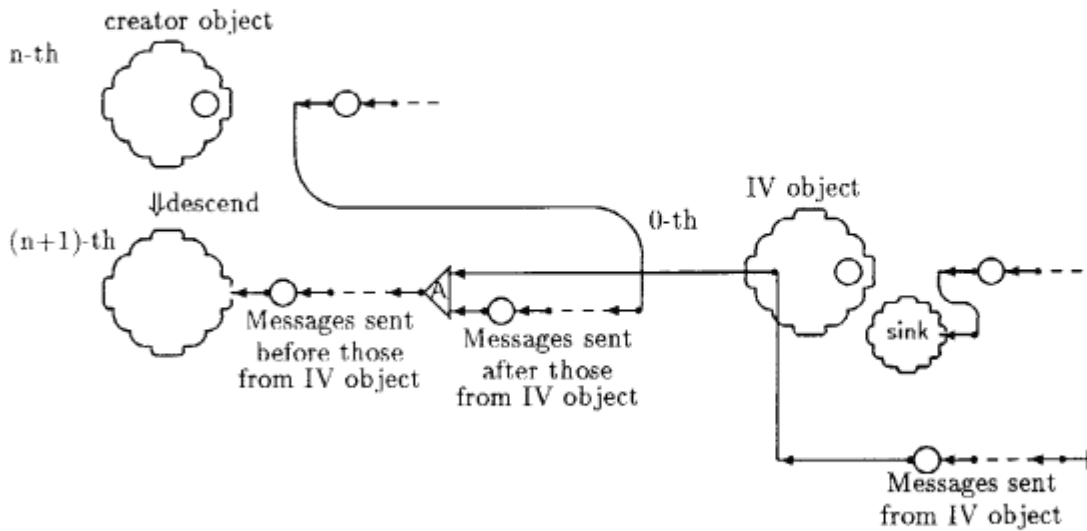 creator object
n-th
⇓descend
(n+1)-th
0-th
IV object
A
sink
Messages sent
before those
from IV object
Messages sent
after those
from IV object
Messages sent
from IV object